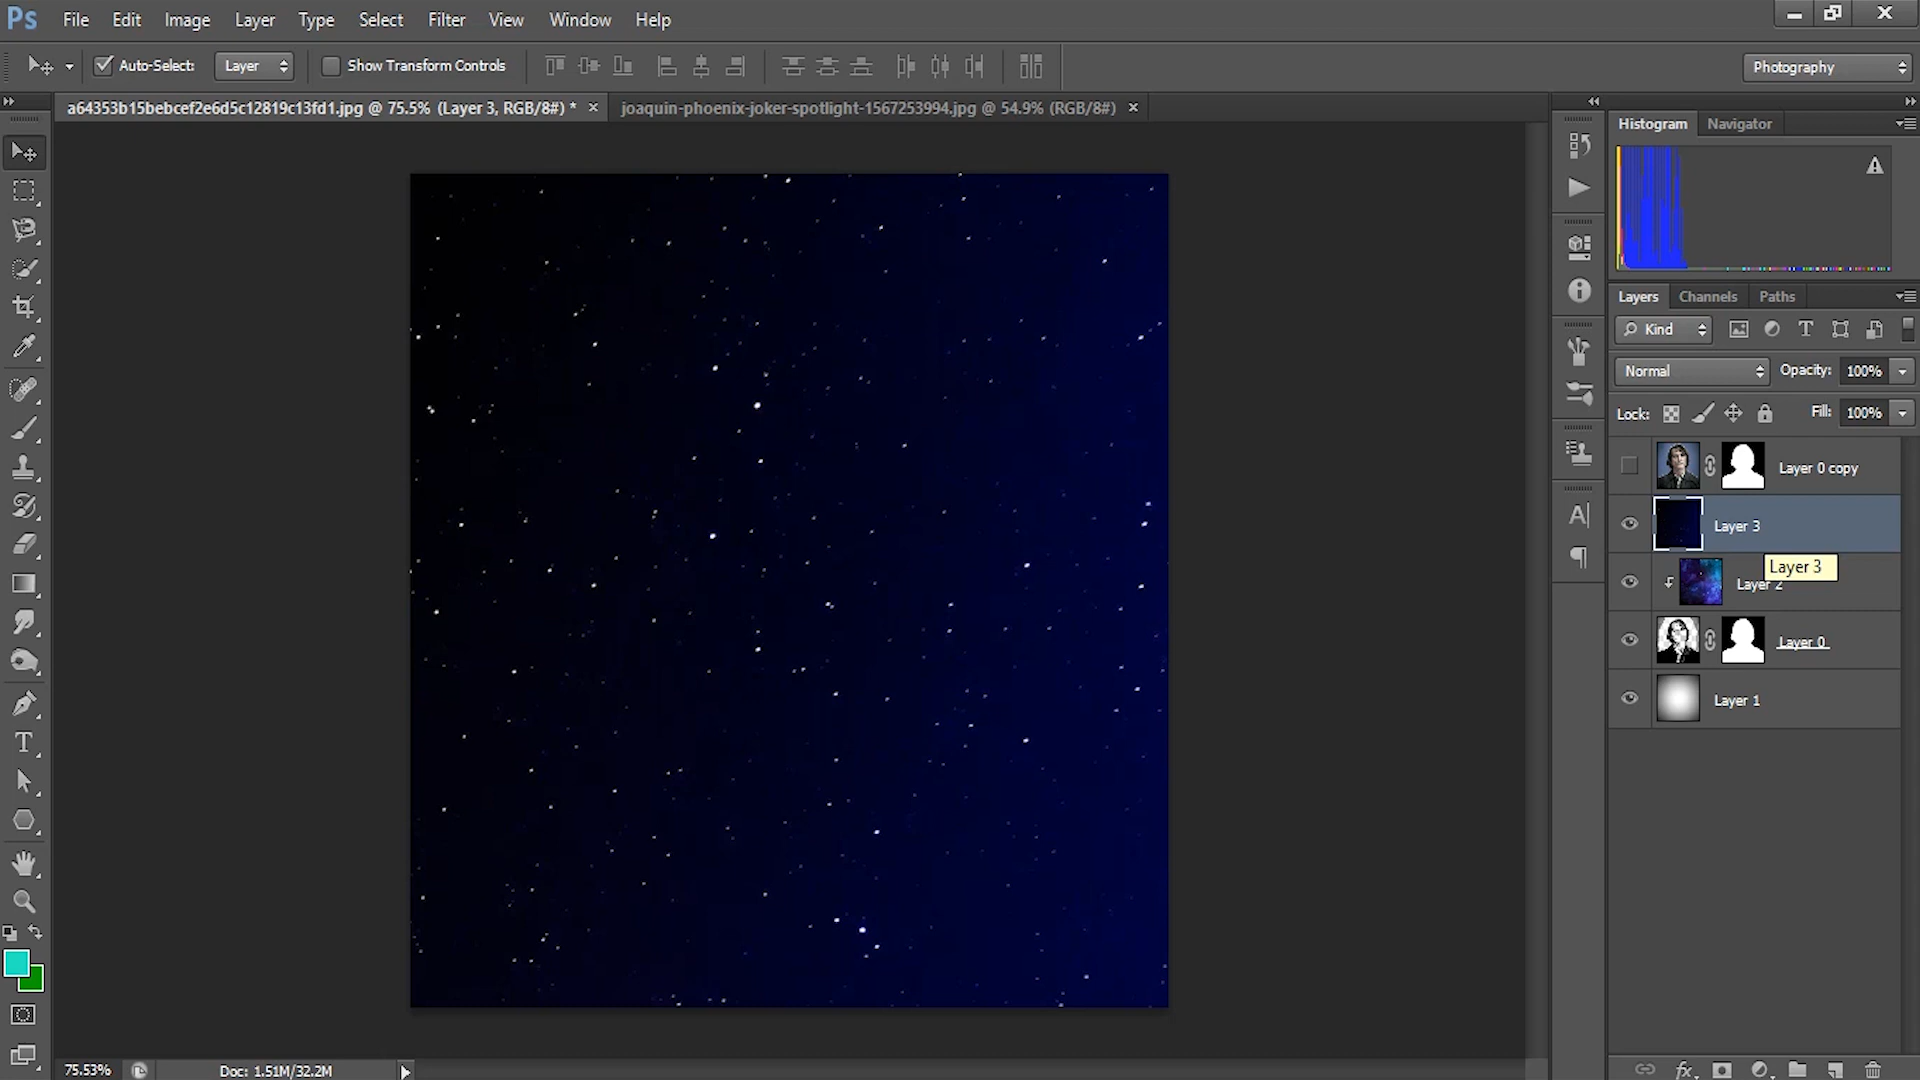 Ps File Edit Image Layer Type Select Filter View Window Help
Auto-Select: Layer Show Transform Controls Photography
a64353b15bebcef2e6d5c12819c13fd1.jpg @ 75.5% (Layer 3, RGB/8#) * × joaquin-phoenix-joker-spotlight-1567253994.jpg @ 54.9% (RGB/8#) ×
Histogram Navigator
Layers Channels Paths
Kind
Normal Opacity: 100%
Lock: Fill: 100%
Layer 0 copy
Layer 3
Layer 3
Layer 2
Layer 0
Layer 1
75.53% Doc: 1.51M/32.2M